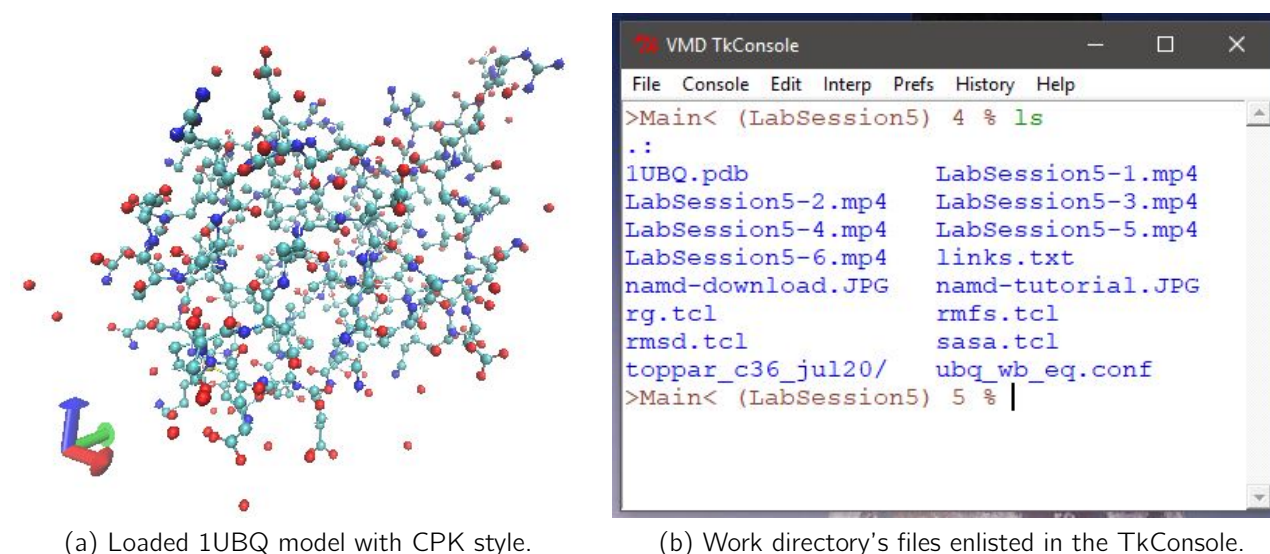 VMD TkConsole
File Console Edit Interp Prefs History Help
>Main< (LabSession5) 4 % ls
.:
1UBQ.pdb LabSession5-1.mp4
LabSession5-2.mp4 LabSession5-3.mp4
LabSession5-4.mp4 LabSession5-5.mp4
LabSession5-6.mp4 links.txt
namd-download.JPG namd-tutorial.JPG
rg.tcl rmfs.tcl
rmsd.tcl sasa.tcl
toppar_c36_jul20/ ubq_wb_eq.conf
>Main< (LabSession5) 5 %
(a) Loaded 1UBQ model with CPK style.
(b) Work directory's files enlisted in the TkConsole.